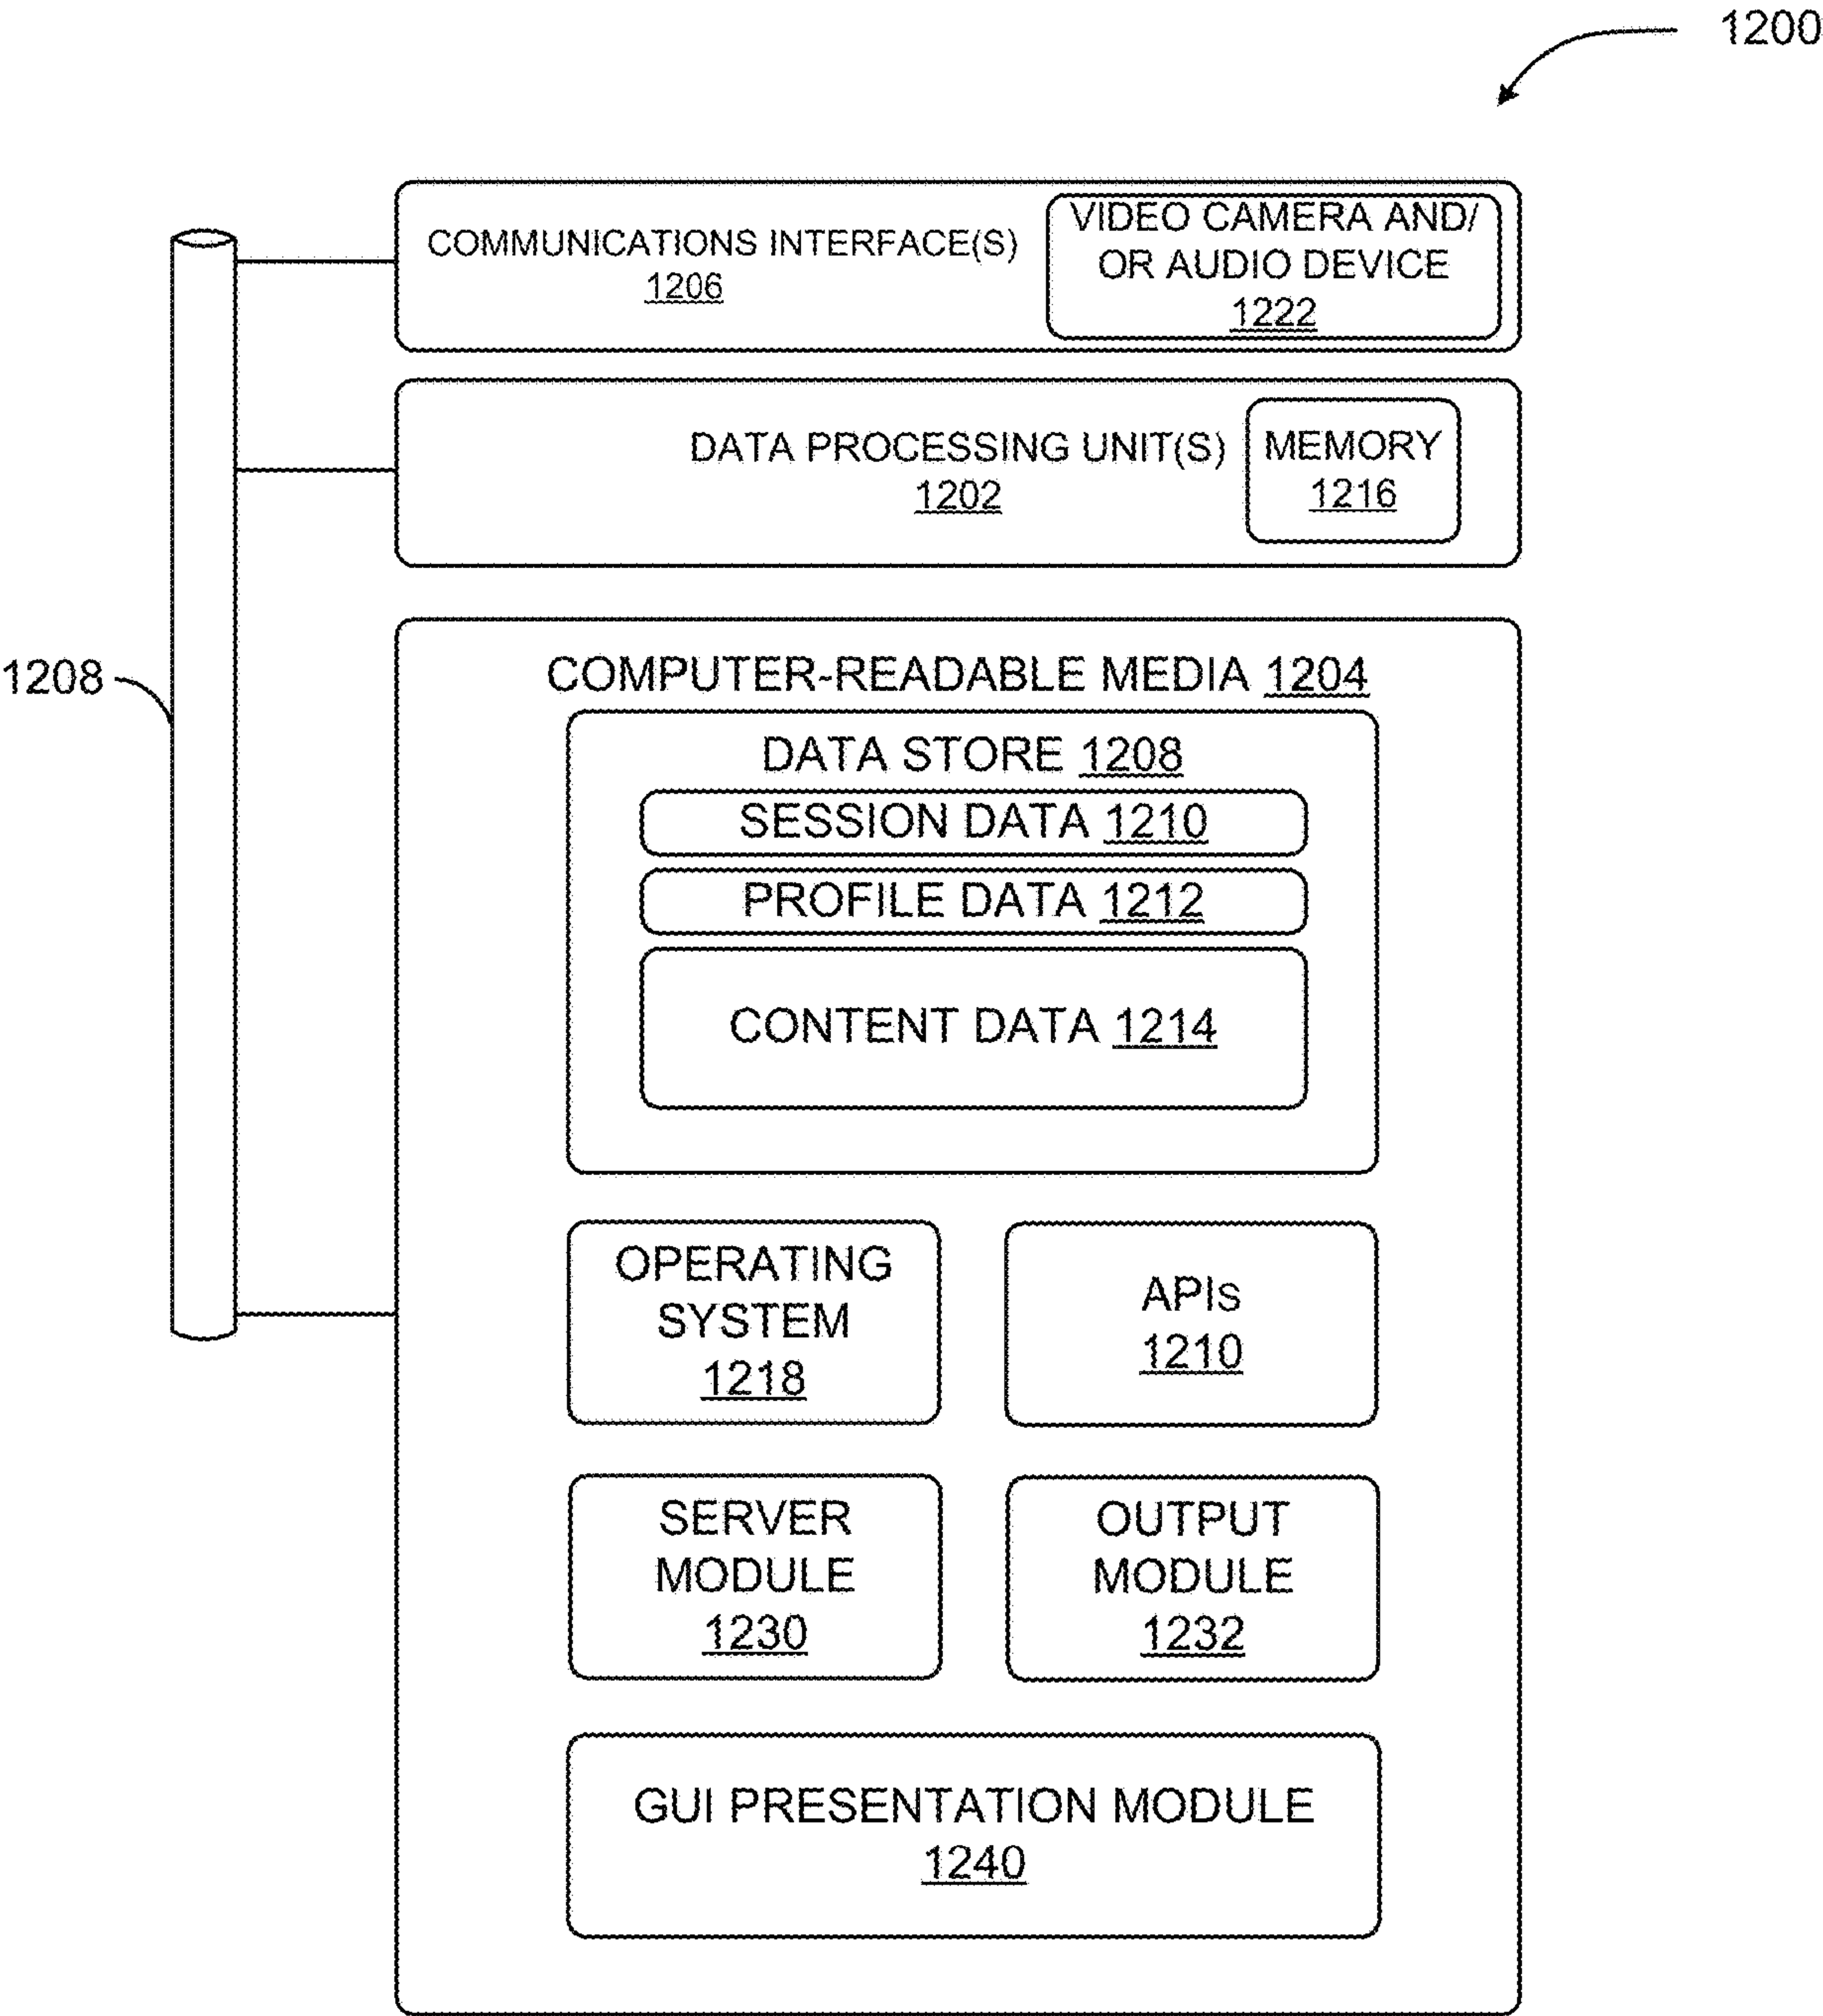 1200
COMMUNICATIONS INTERFACE(S)
1206
VIDEO CAMERA AND/
OR AUDIO DEVICE
1222
DATA PROCESSING UNIT(S)
1202
MEMORY
1216
1208
COMPUTER-READABLE MEDIA 1204
DATA STORE 1208
SESSION DATA 1210
PROFILE DATA 1212
CONTENT DATA 1214
OPERATING
SYSTEM
1218
APIs
1210
SERVER
MODULE
1230
OUTPUT
MODULE
1232
GUI PRESENTATION MODULE
1240